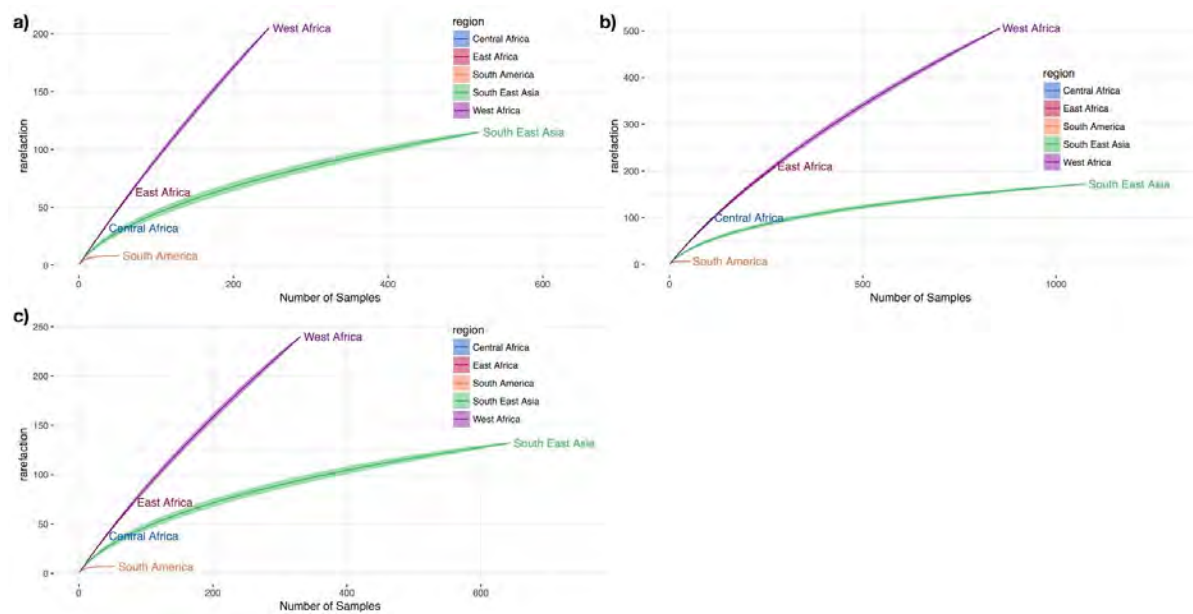 a)
rarefaction
200
150
100
50
0
West Africa
South East Asia
East Africa
Central Africa
South America
region
Central Africa
East Africa
South America
South East Asia
West Africa
0
200
400
600
Number of Samples
b)
rarefaction
500
400
300
200
100
0
West Africa
East Africa
South East Asia
Central Africa
South America
region
Central Africa
East Africa
South America
South East Asia
West Africa
0
500
1000
Number of Samples
c)
rarefaction
250
200
150
100
50
0
West Africa
South East Asia
East Africa
Central Africa
South America
region
Central Africa
East Africa
South America
South East Asia
West Africa
0
200
400
600
Number of Samples